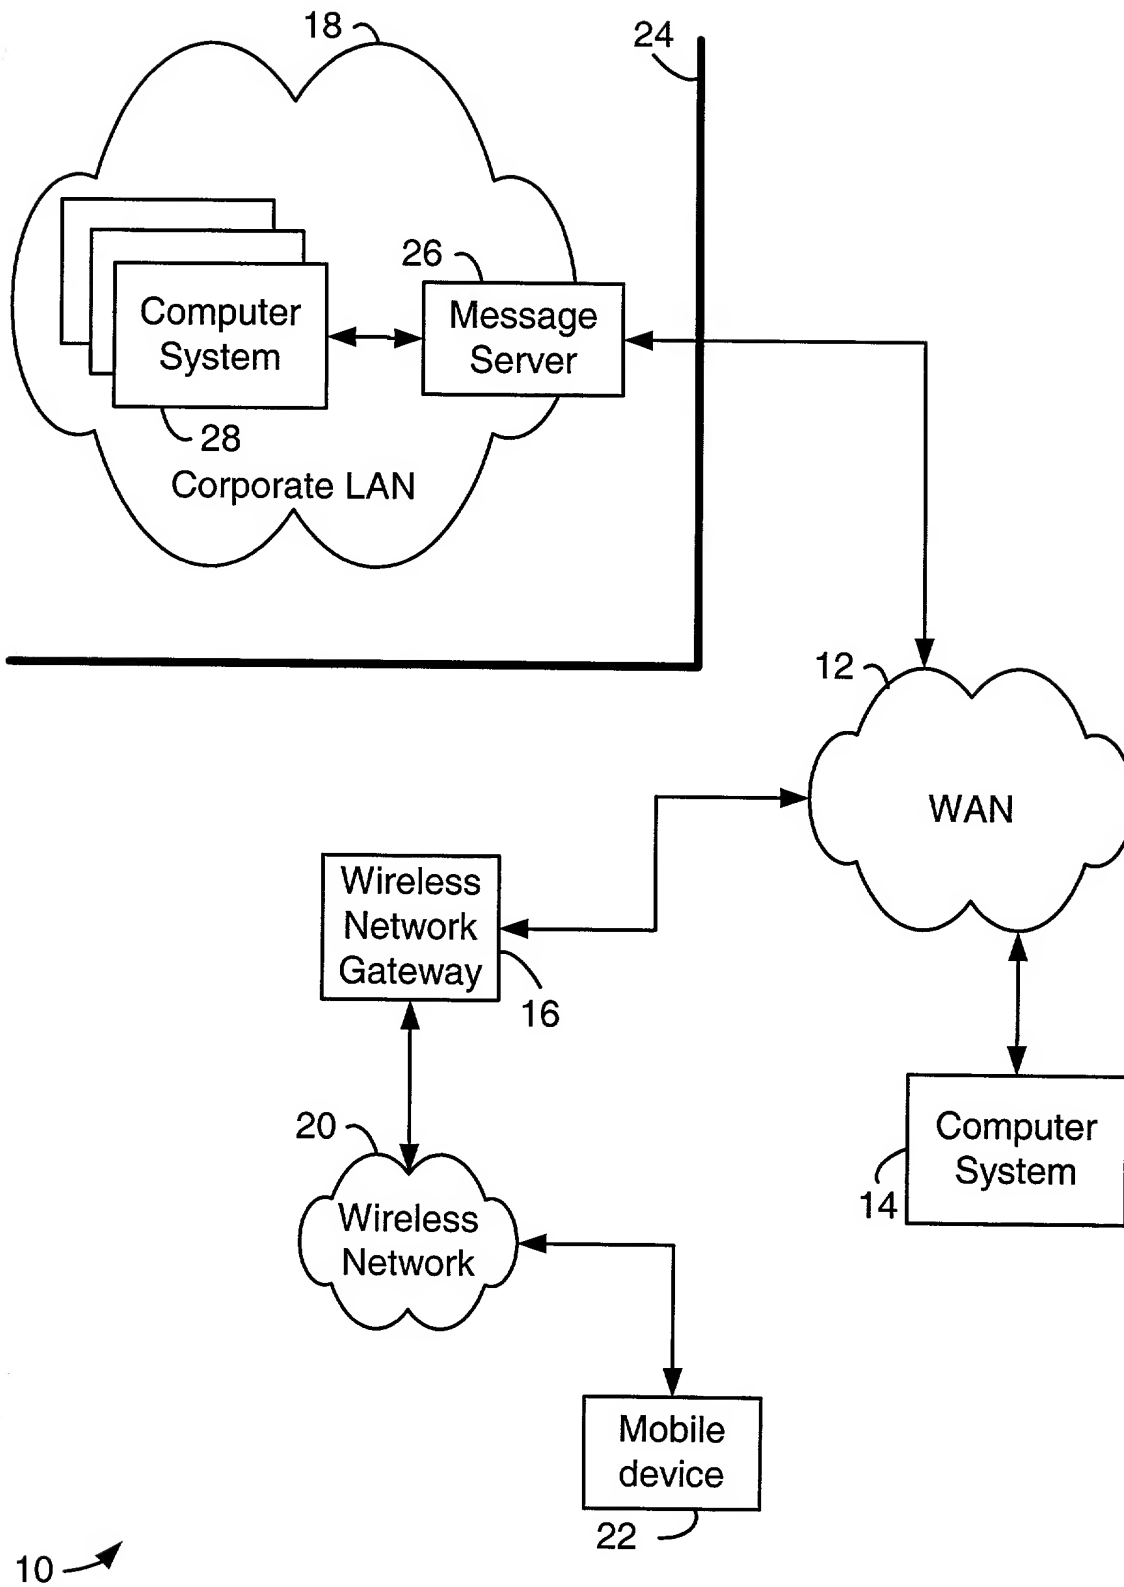 18
24
26
Computer
System
Message
Server
28
Corporate LAN
12
WAN
Wireless
Network
Gateway
16
20
Computer
System
14
Wireless
Network
Mobile
device
22
10